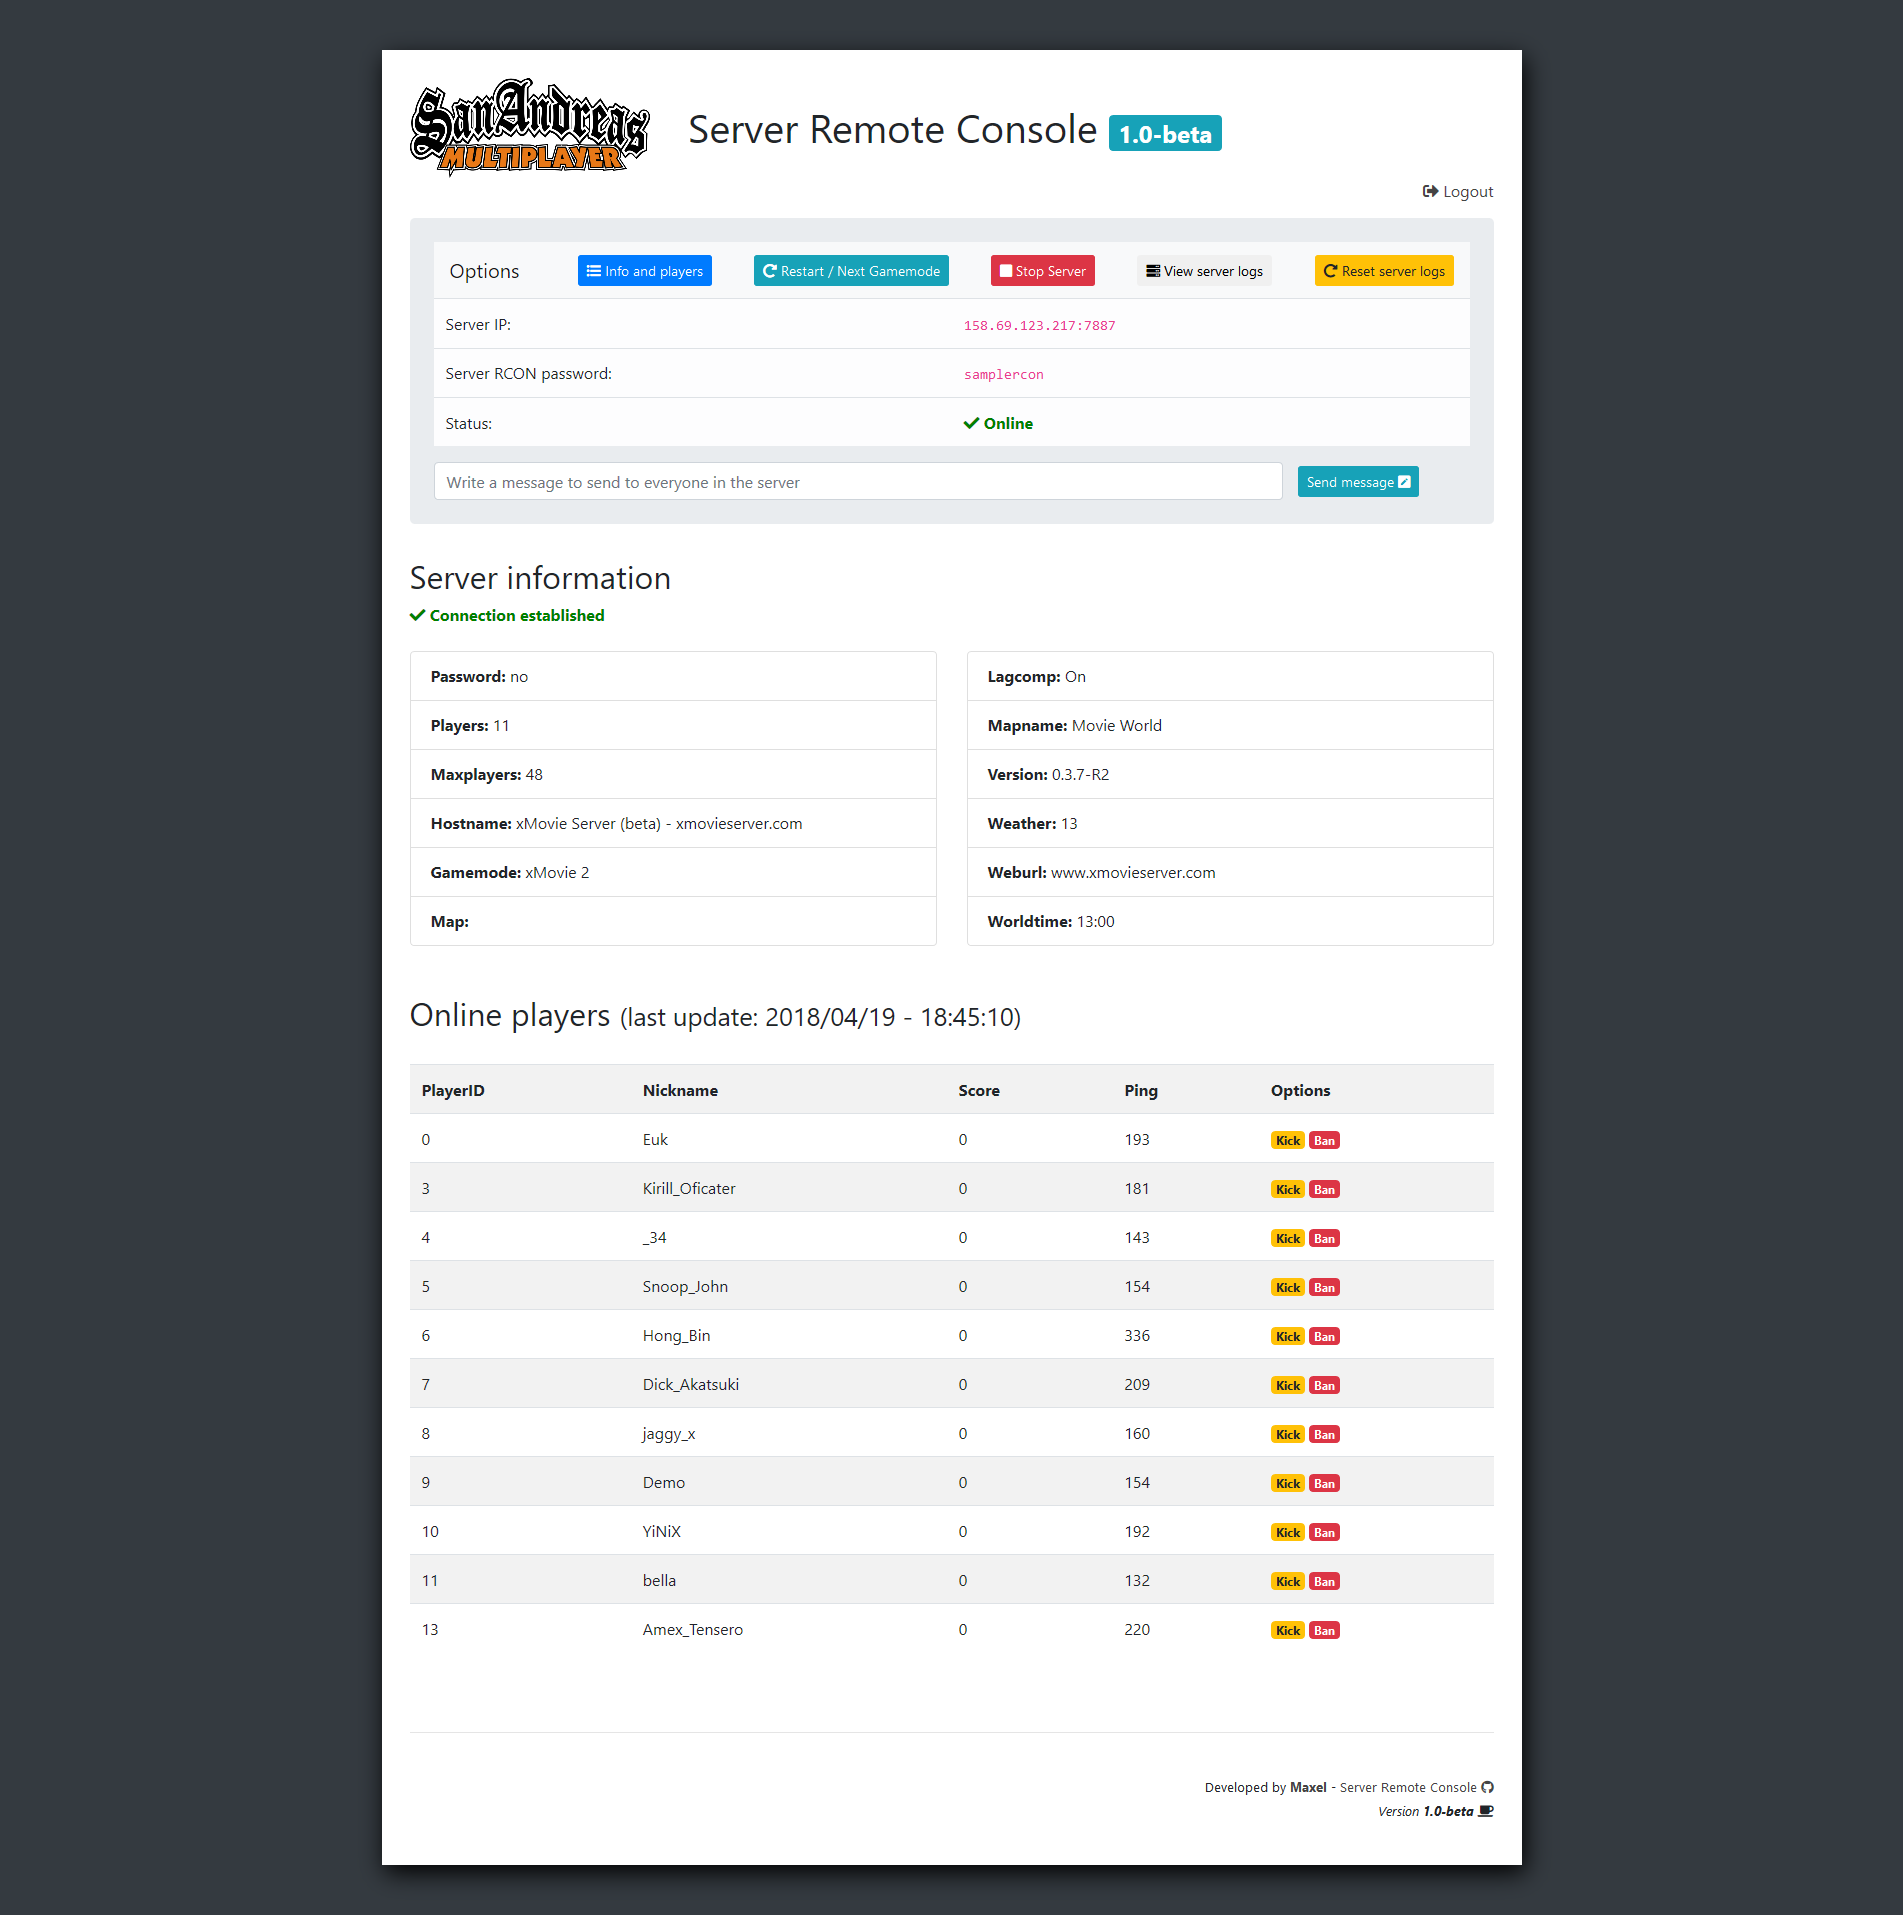 San Andreas
MULTIPLAYER
Server Remote Console 1.0-beta
Logout
Options Info and players Restart / Next Gamemode Stop Server View server logs Reset server logs
Server IP: 158.69.123.217:7887
Server RCON password: samplercon
Status: Online
Write a message to send to everyone in the server Send message
Server information
Connection established
Password: no
Players: 11
Maxplayers: 48
Hostname: xMovie Server (beta) - xmovieserver.com
Gamemode: xMovie 2
Map:
Lagcomp: On
Mapname: Movie World
Version: 0.3.7-R2
Weather: 13
Weburl: www.xmovieserver.com
Worldtime: 13:00
Online players (last update: 2018/04/19 - 18:45:10)
PlayerID Nickname Score Ping Options
0 Euk 0 193 Kick Ban
3 Kirill_Oficater 0 181 Kick Ban
4 _34 0 143 Kick Ban
5 Snoop_John 0 154 Kick Ban
6 Hong_Bin 0 336 Kick Ban
7 Dick_Akatsuki 0 209 Kick Ban
8 jaggy_x 0 160 Kick Ban
9 Demo 0 154 Kick Ban
10 YiNiX 0 192 Kick Ban
11 bella 0 132 Kick Ban
13 Amex_Tensero 0 220 Kick Ban
Developed by Maxel - Server Remote Console
Version 1.0-beta